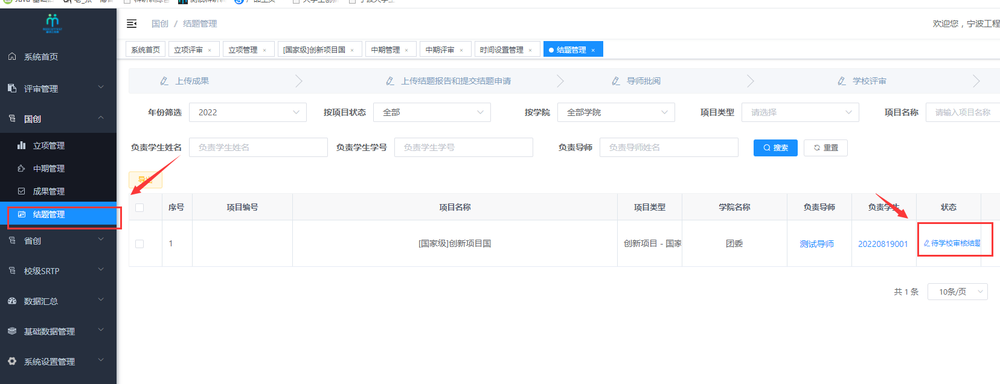 国创 / 结题管理
欢迎您，宁波工程
系统首页
评审管理
国创
立项管理
中期管理
成果管理
结题管理
省创
校级SRTP
数据汇总
基础数据管理
系统设置管理
系统首页 立项评审 × 立项管理 × [国家级]创新项目国 × 中期管理 × 中期评审 × 时间设置管理 × 结题管理 ×
上传成果 上传结题报告和提交结题申请 导师批阅 学校评审
年份筛选 2022 按项目状态 全部 按学院 全部学院 项目类型 请选择 项目名称 请输入项目名称
负责学生姓名 负责学生姓名 负责学生学号 负责学生学号 负责导师 负责导师姓名 搜索 重置
导出
序号 项目编号 项目名称 项目类型 学院名称 负责导师 负责学生 状态
1 [国家级]创新项目国 创新项目 - 国家 团委 测试导师 20220819001 待学校审核结题
共 1 条 10条/页